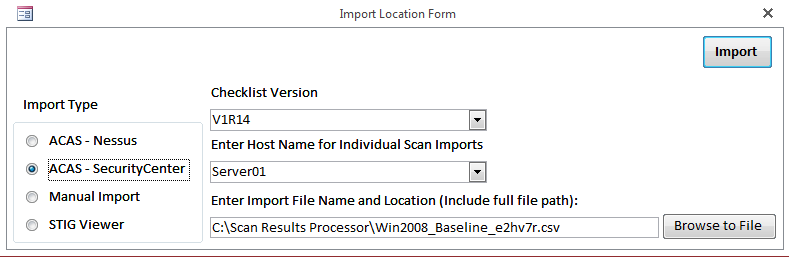 Import Location Form
Import
Checklist Version
Import Type
V1R14
ACAS - Nessus
Enter Host Name for Individual Scan Imports
ACAS - SecurityCenter
Server01
Manual Import
Enter Import File Name and Location (Include full file path):
STIG Viewer
C:\Scan Results Processor\Win2008_Baseline_e2hv7r.csv
Browse to File